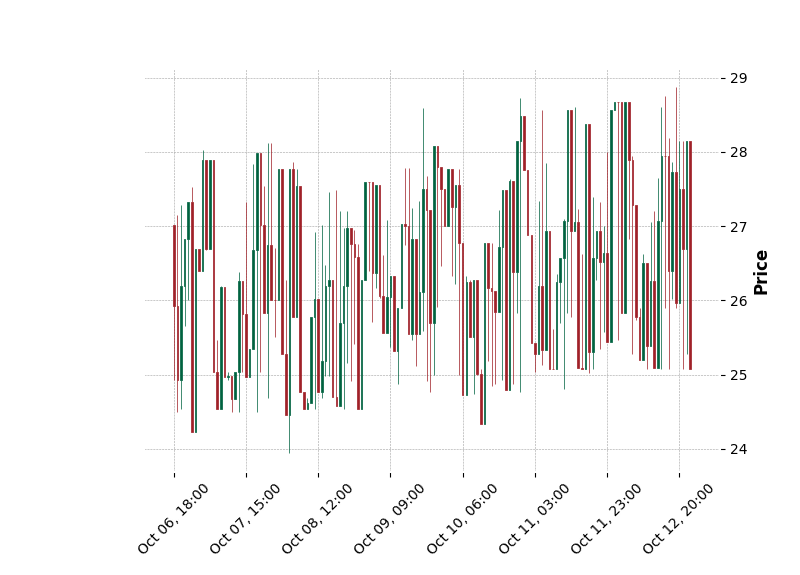 29
28
27
26
25
24
Price
Oct 06, 18:00
Oct 07, 15:00
Oct 08, 12:00
Oct 09, 09:00
Oct 10, 06:00
Oct 11, 03:00
Oct 11, 23:00
Oct 12, 20:00